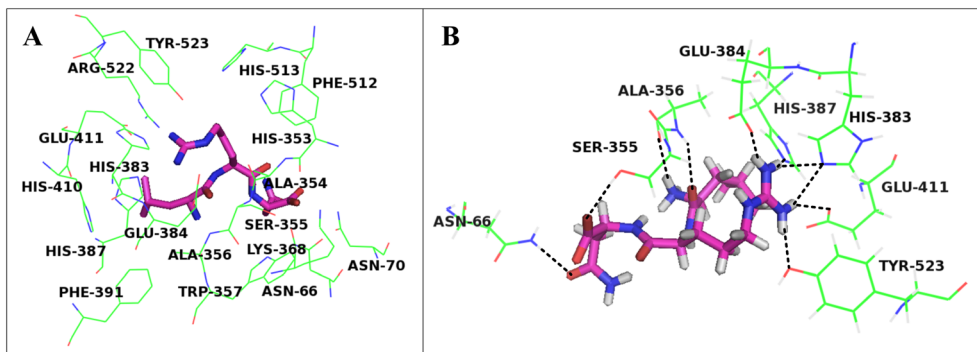 A
TYR-523
ARG-522
HIS-513
PHE-512
GLU-411
HIS-353
HIS-383
ALA-354
HIS-410
SER-355
GLU-384
HIS-387
ALA-356
LYS-368
ASN-70
PHE-391
TRP-357
ASN-66
B
GLU-384
ALA-356
HIS-387
HIS-383
SER-355
GLU-411
ASN-66
TYR-523